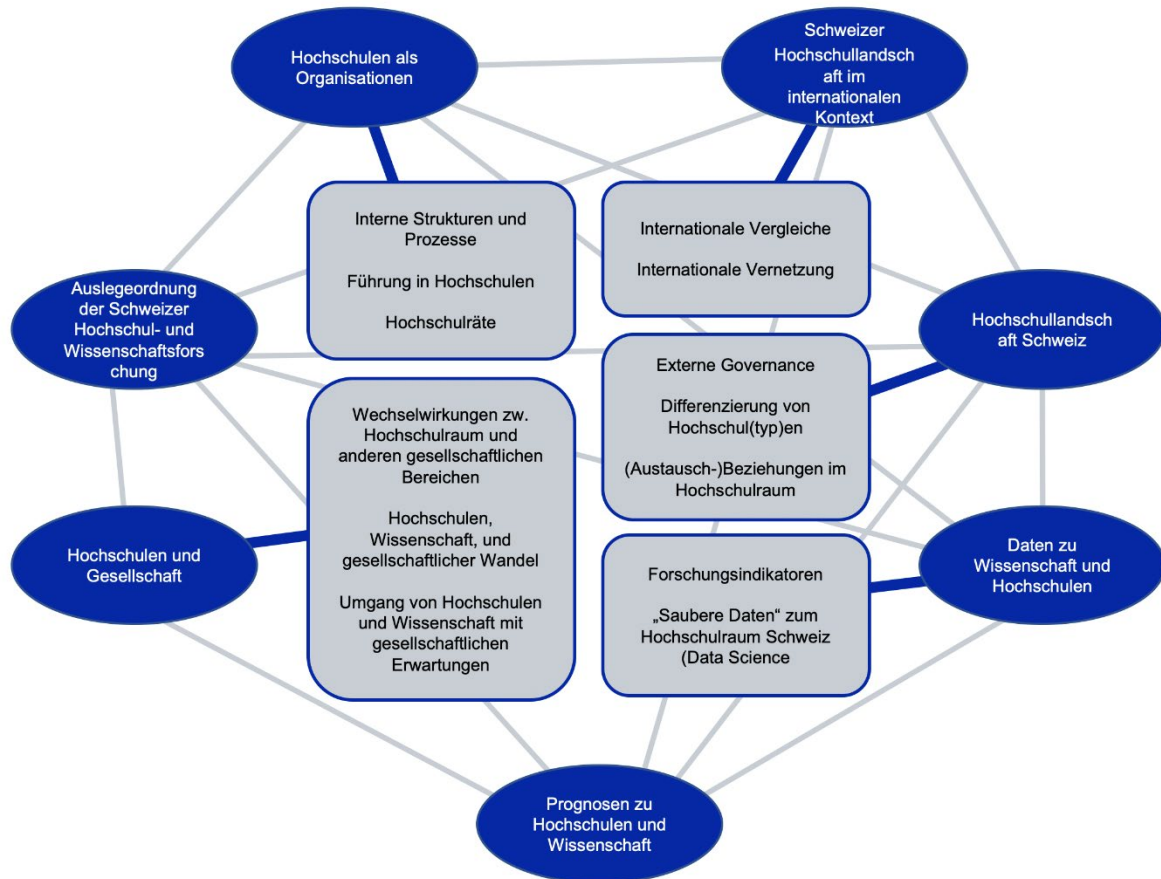 Hochschulen als
Organisationen
Schweizer
Hochschullandsch
aft im
internationalen
Kontext
Interne Strukturen und
Prozesse
Führung in Hochschulen
Hochschulräte
Internationale Vergleiche
Internationale Vernetzung
Auslegeordnung
der Schweizer
Hochschul- und
Wissenschaftsfors
chung
Hochschullandsch
aft Schweiz
Externe Governance
Differenzierung von
Hochschul(typ)en
(Austausch-)Beziehungen im
Hochschulraum
Wechselwirkungen zw.
Hochschulraum und
anderen gesellschaftlichen
Bereichen
Hochschulen,
Wissenschaft, und
gesellschaftlicher Wandel
Umgang von Hochschulen
und Wissenschaft mit
gesellschaftlichen
Erwartungen
Hochschulen und
Gesellschaft
Forschungsindikatoren
„Saubere Daten“ zum
Hochschulraum Schweiz
(Data Science
Daten zu
Wissenschaft und
Hochschulen
Prognosen zu
Hochschulen und
Wissenschaft